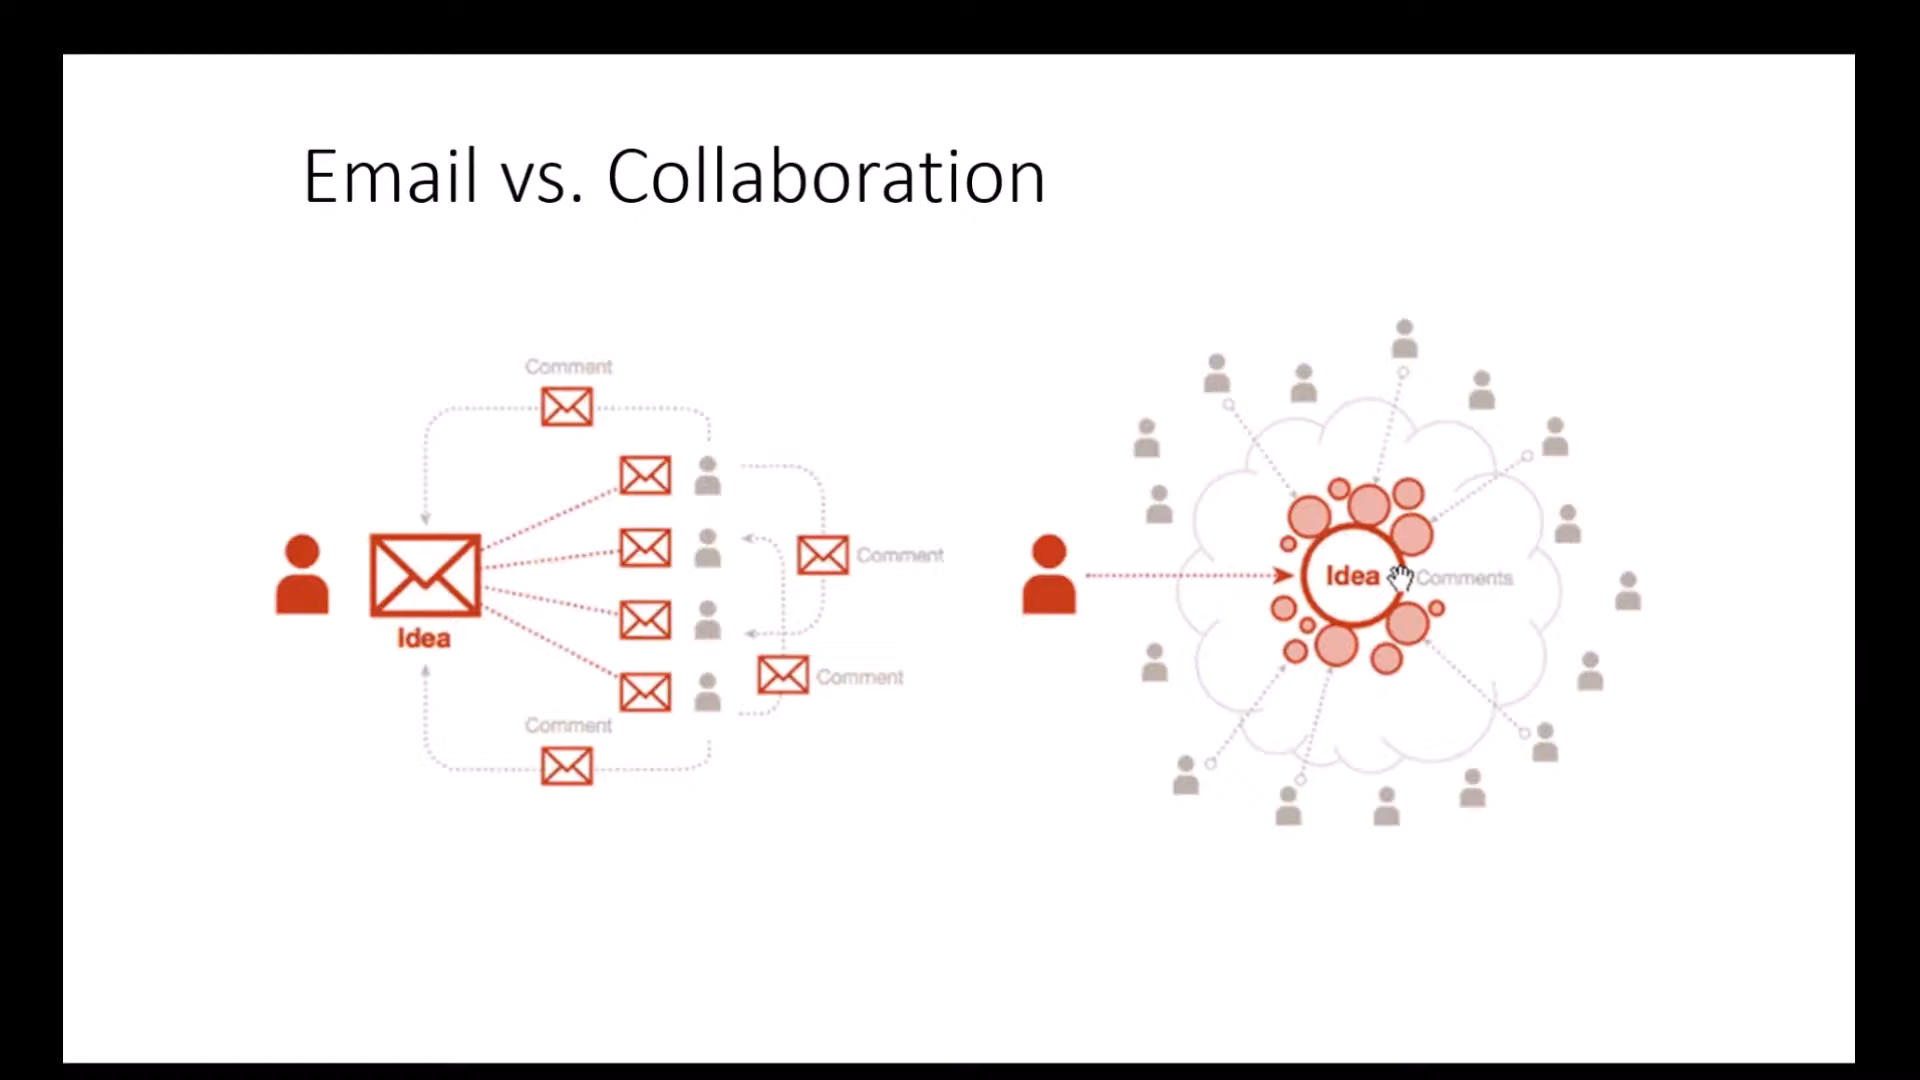 Email vs. Collaboration
Comment
Comment
Idea
Comment
Comment
Idea
Comments